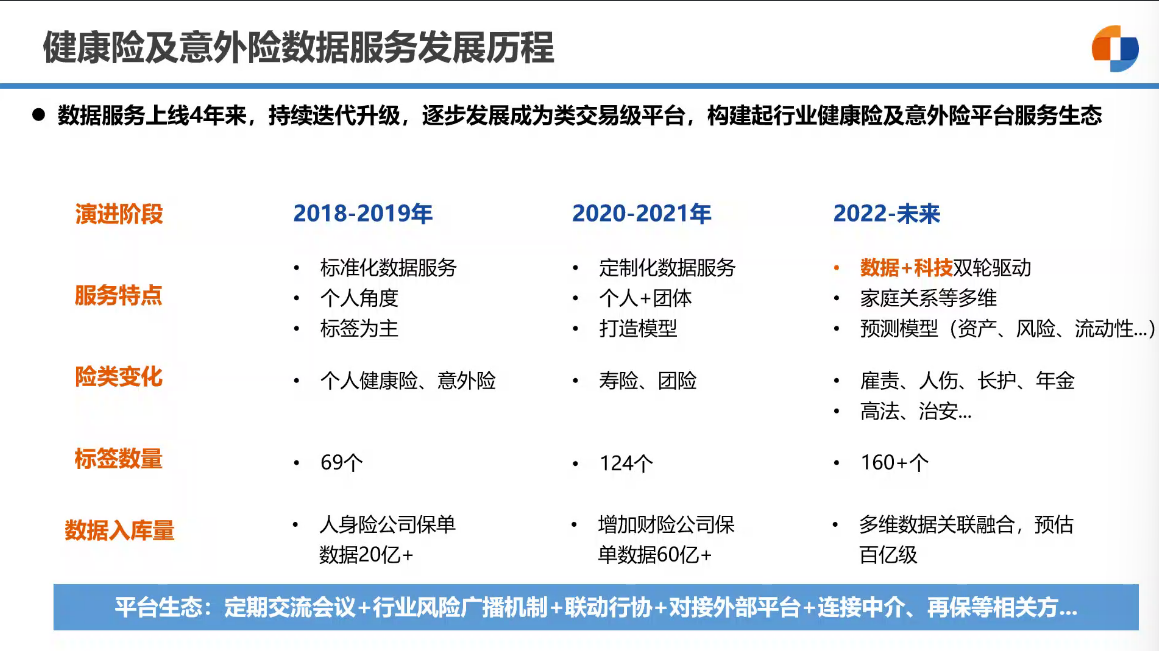 健康险及意外险数据服务发展历程
● 数据服务上线4年来，持续迭代升级，逐步发展成为类交易级平台，构建起行业健康险及意外险平台服务生态
演进阶段
2018-2019年
2020-2021年
2022-未来
服务特点
• 标准化数据服务
• 个人角度
• 标签为主
• 定制化数据服务
• 个人+团体
• 打造模型
• 数据+科技双轮驱动
• 家庭关系等多维
• 预测模型（资产、风险、流动性...）
险类变化
• 个人健康险、意外险
• 寿险、团险
• 雇责、人伤、长护、年金
• 高法、治安...
标签数量
• 69个
• 124个
• 160+个
数据入库量
• 人身险公司保单
数据20亿+
• 增加财险公司保
单数据60亿+
• 多维数据关联融合，预估
百亿级
平台生态：定期交流会议+行业风险广播机制+联动行协+对接外部平台+连接中介、再保等相关方...